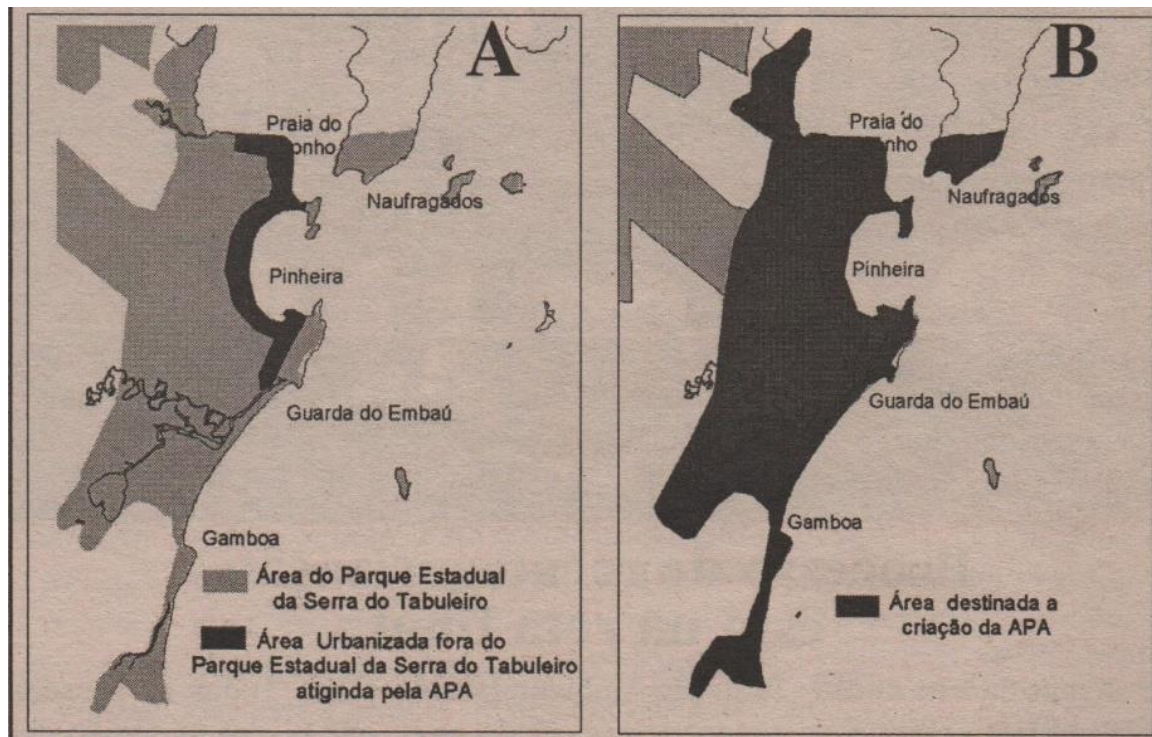 A
Praia do
onho
Naufragados
Pinheira
Guarda do Embaú
Gamboa
Área do Parque Estadual
da Serra do Tabuleiro
Área Urbanizada fora do
Parque Estadual da Serra do Tabuleiro
atiginda pela APA
B
Praia do
onho
Naufragados
Pinheira
Guarda do Embaú
Gamboa
Área destinada a
criação da APA